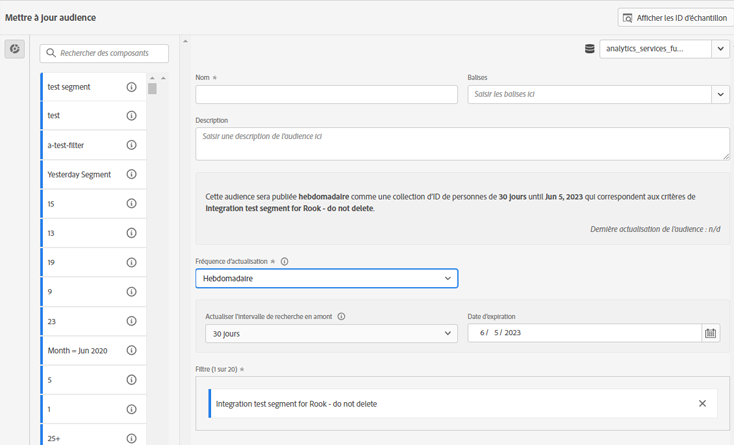 Mettre à jour audience
Afficher les ID d'échantillon
Rechercher des composants
test segment
test
a-test-filter
Yesterday Segment
15
13
19
9
23
Month = Jun 2020
5
1
25+
analytics_services_fu...
Nom *
Balises
Saisir les balises ici
Description
Saisir une description de l'audience ici
Cette audience sera publiée hebdomadaire comme une collection d'ID de personnes de 30 jours until Jun 5, 2023 qui correspondent aux critères de
Integration test segment for Rook - do not delete.
Dernière actualisation de l'audience : n/d
Fréquence d'actualisation *
Hebdomadaire
Actualiser l'intervalle de recherche en amont
Date d'expiration
30 jours
6 / 5 / 2023
Filtre (1 sur 20) *
Integration test segment for Rook - do not delete